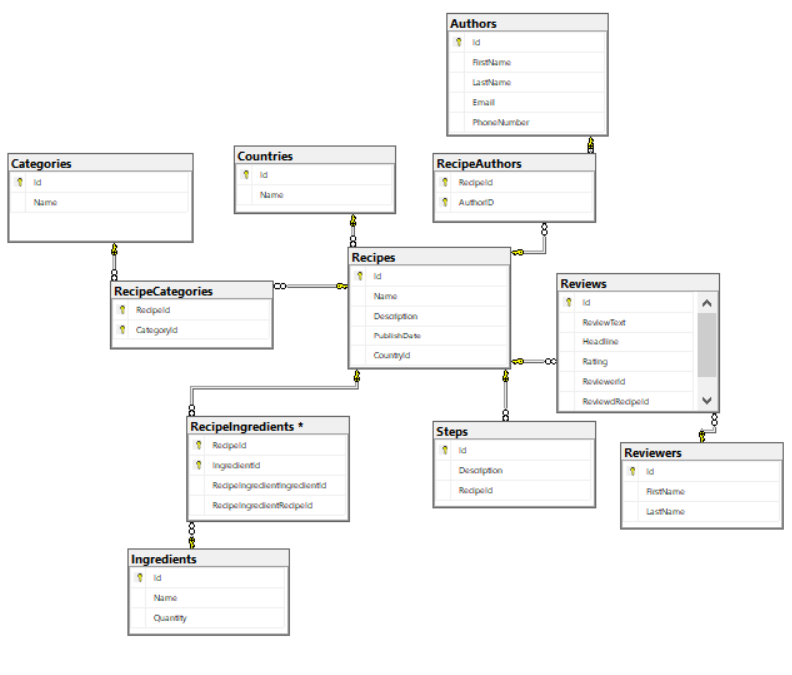 Authors
Id
FirstName
LastName
Email
PhoneNumber
Categories
Id
Name
Countries
Id
Name
RecipeAuthors
RecipeId
AuthorID
Recipes
Id
Name
Description
PublishDate
CountryId
RecipeCategories
RecipeId
CategoryId
Reviews
Id
ReviewText
Headline
Rating
ReviewerId
ReviewdRecipeId
RecipeIngredients *
RecipeId
IngredientId
RecipeIngredientIngredientId
RecipeIngredientRecipeId
Steps
Id
Description
RecipeId
Reviewers
Id
FirstName
LastName
Ingredients
Id
Name
Quantity